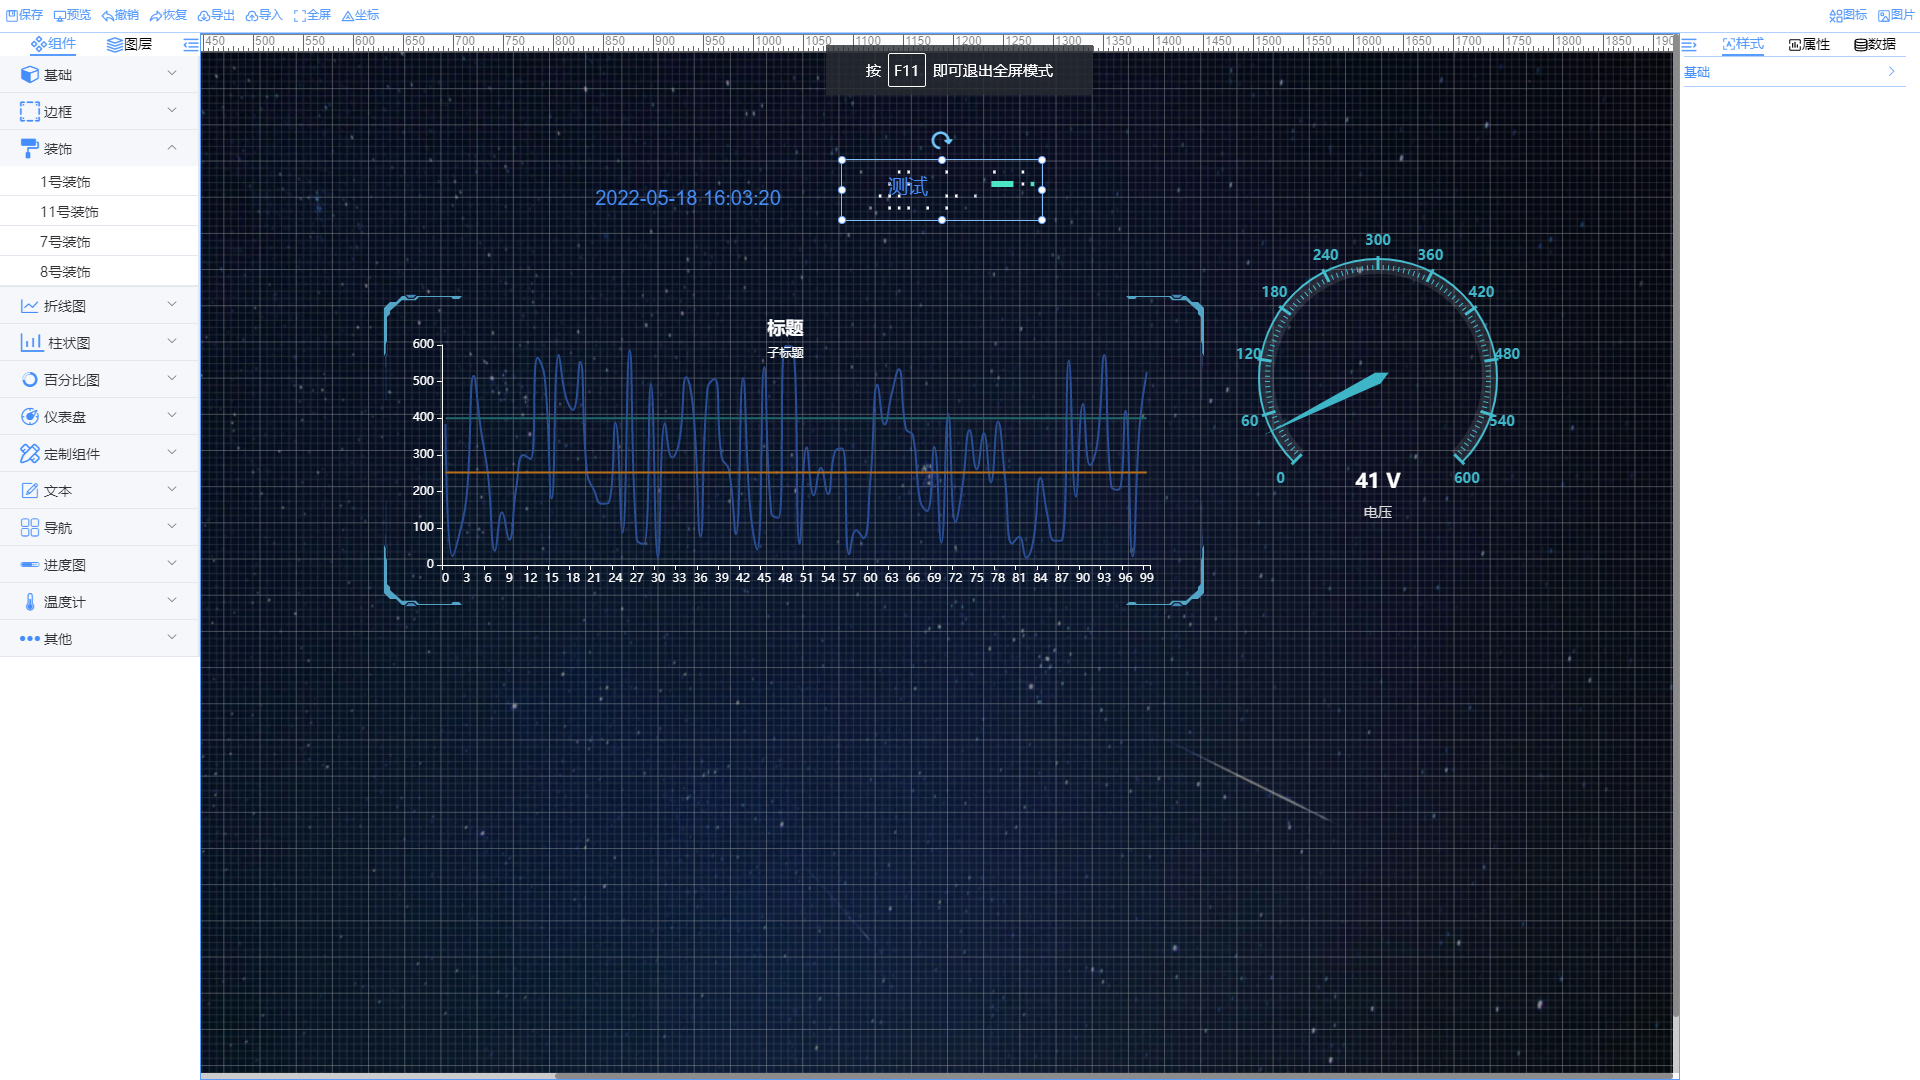 保存 预览 撤销 恢复 导出 导入 全屏 坐标 图标 图片
组件 图层
450 500 550 600 650 700 750 800 850 900 950 1000 1050 1100 1150 1200 1250 1300 1350 1400 1450 1500 1550 1600 1650 1700 1750 1800 1850 190
样式 属性 数据
基础
按 F11 即可退出全屏模式
基础
边框
装饰
1号装饰
11号装饰
7号装饰
8号装饰
折线图
柱状图
百分比图
仪表盘
定制组件
文本
导航
进度图
温度计
其他
2022-05-18 16:03:20
测试
标题
子标题
600
500
400
300
200
100
0
0 3 6 9 12 15 18 21 24 27 30 33 36 39 42 45 48 51 54 57 60 63 66 69 72 75 78 81 84 87 90 93 96 99
0 60 120 180 240 300 360 420 480 540 600
41 V
电压